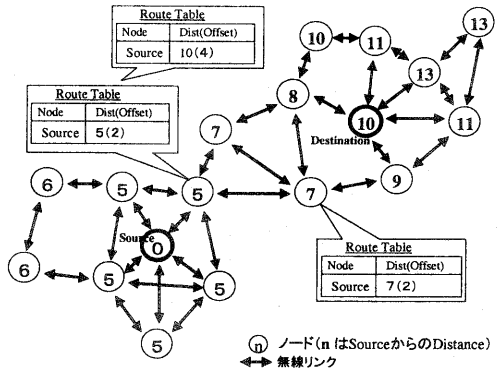 Route Table
Node Dist(Offset)
Source 10(4)
Route Table
Node Dist(Offset)
Source 5(2)
13
10
11
13
8
7
10
Destination
11
9
6
5
5
7
Source
0
6
5
5
5
Route Table
Node Dist(Offset)
Source 7(2)
n ノード(n はSourceからのDistance)
無線リンク